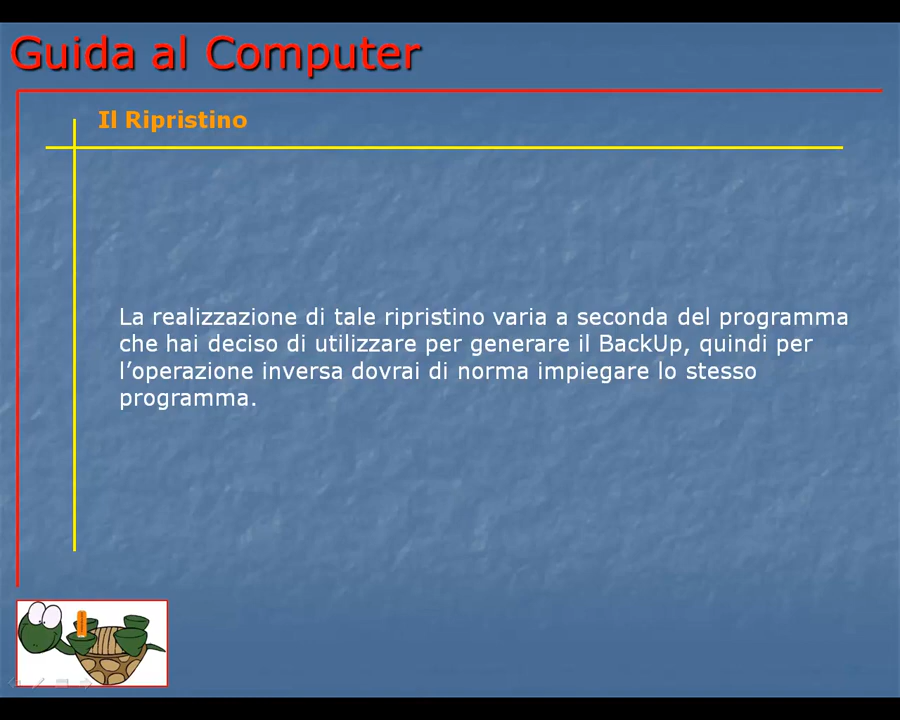 Guida al Computer
Il Ripristino
La realizzazione di tale ripristino varia a seconda del programma
che hai deciso di utilizzare per generare il BackUp, quindi per
l’operazione inversa dovrai di norma impiegare lo stesso
programma.